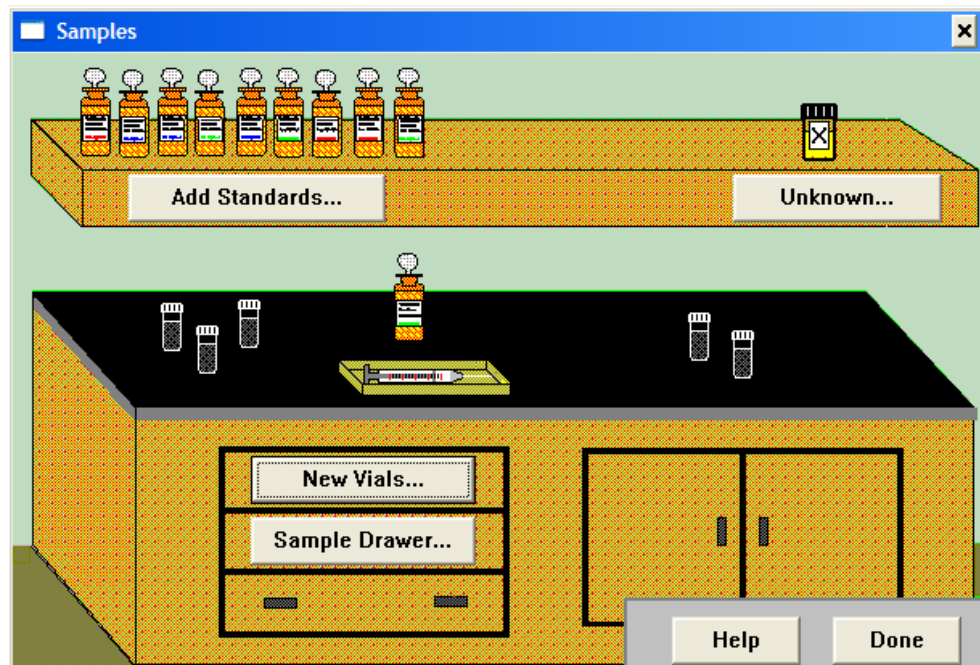 Samples
Add Standards...
Unknown...
X
New Vials...
Sample Drawer...
Help
Done